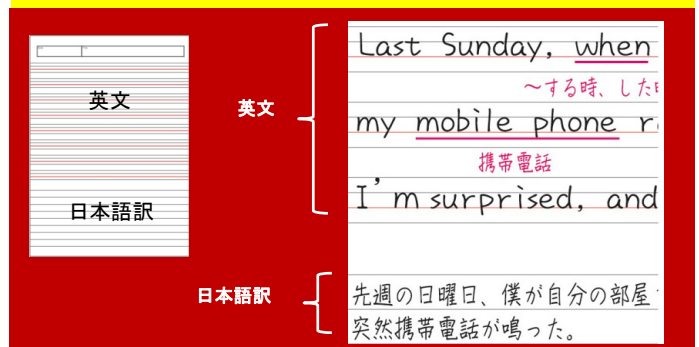 英文
日本語訳
英文
日本語訳
Last Sunday, when
～する時、した
my mobile phone
携帯電話
I'm surprised, and
先週の日曜日、僕が自分の部屋
突然携帯電話が鳴った。